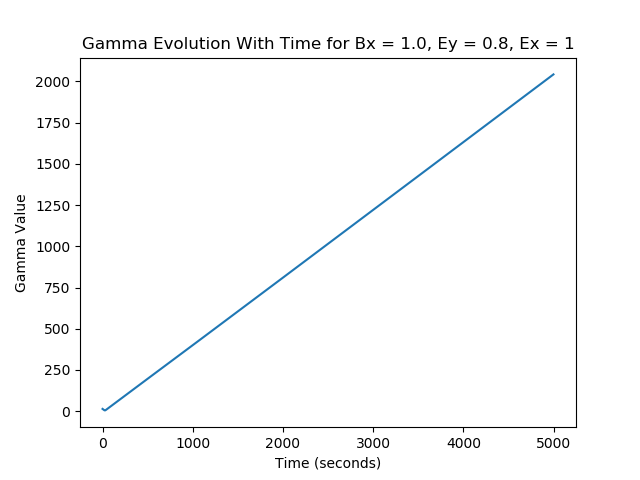 Gamma Evolution With Time for Bx = 1.0, Ey = 0.8, Ex = 1
2000
1750
1500
1250
1000
750
500
250
0
Gamma Value
0 1000 2000 3000 4000 5000
Time (seconds)